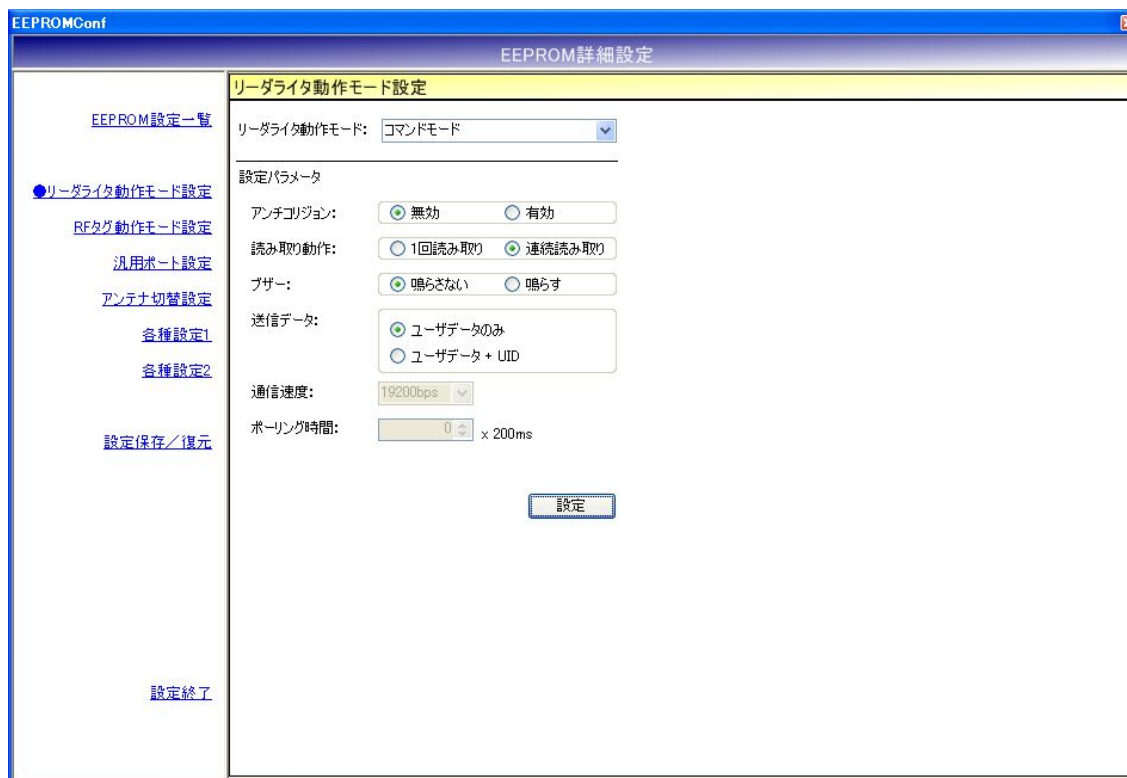 EEPROMConf
EEPROM詳細設定
EEPROM設定一覧
●リーダライタ動作モード設定
RFタグ動作モード設定
汎用ポート設定
アンテナ切替設定
各種設定1
各種設定2
設定保存／復元
設定終了
リーダライタ動作モード設定
リーダライタ動作モード: コマンドモード
設定パラメータ
アンチコリジョン: 無効 有効
読み取り動作: 1回読み取り 連続読み取り
ブザー: 鳴らさない 鳴らす
送信データ: ユーザデータのみ
ユーザデータ + UID
通信速度: 19200bps
ポーリング時間: 0 x 200ms
設定